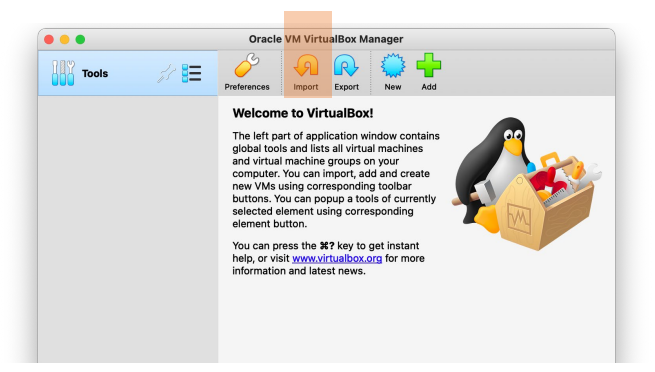 Oracle VM VirtualBox Manager
Tools
Preferences Import Export New Add
Welcome to VirtualBox!
The left part of application window contains
global tools and lists all virtual machines
and virtual machine groups on your
computer. You can import, add and create
new VMs using corresponding toolbar
buttons. You can popup a tools of currently
selected element using corresponding
element button.
You can press the ⌘? key to get instant
help, or visit www.virtualbox.org for more
information and latest news.